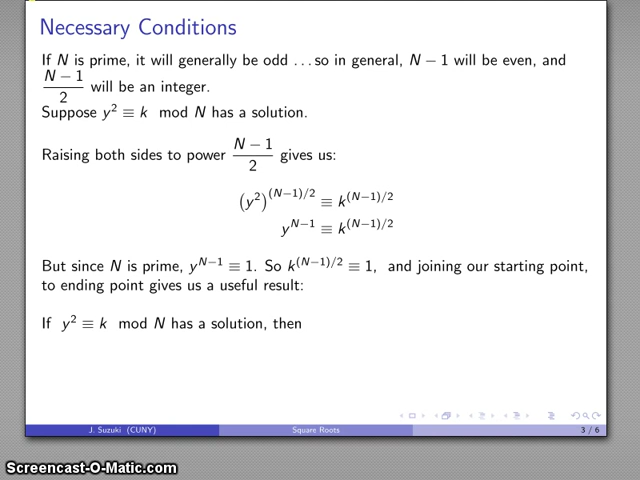 Necessary Conditions
If N is prime, it will generally be odd ... so in general, N − 1 will be even, and
(N − 1)/2 will be an integer.
Suppose y² ≡ k mod N has a solution.
Raising both sides to power (N − 1)/2 gives us:
(y²)^(N−1)/2 ≡ k^(N−1)/2
y^N−1 ≡ k^(N−1)/2
But since N is prime, y^N−1 ≡ 1. So k^(N−1)/2 ≡ 1, and joining our starting point,
to ending point gives us a useful result:
If y² ≡ k mod N has a solution, then
J. Suzuki (CUNY) Square Roots 3 / 6
Screencast-O-Matic.com